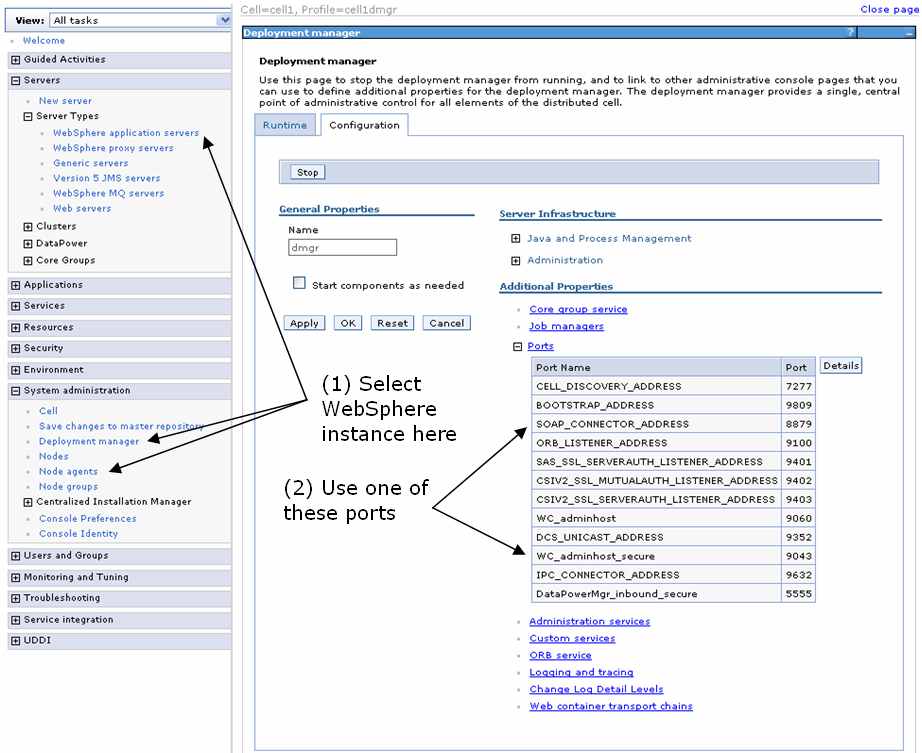 View: All tasks
Welcome
Guided Activities
Servers
New server
Server Types
WebSphere application servers
WebSphere proxy servers
Generic servers
Version 5 JMS servers
WebSphere MQ servers
Web servers
Clusters
DataPower
Core Groups
Applications
Services
Resources
Security
Environment
System administration
Cell
Save changes to master repository
Deployment manager
Nodes
Node agents
Node groups
Centralized Installation Manager
Console Preferences
Console Identity
Users and Groups
Monitoring and Tuning
Troubleshooting
Service integration
UDDI
Cell=cell1, Profile=cell1dmgr
Close page
Deployment manager
?
Deployment manager
Use this page to stop the deployment manager from running, and to link to other administrative console pages that you
can use to define additional properties for the deployment manager. The deployment manager provides a single, central
point of administrative control for all elements of the distributed cell.
Runtime Configuration
Stop
General Properties
Name
dmgr
Start components as needed
Apply OK Reset Cancel
(1) Select
WebSphere
instance here
(2) Use one of
these ports
Server Infrastructure
Java and Process Management
Administration
Additional Properties
Core group service
Job managers
Ports
Port Name Port Details
CELL_DISCOVERY_ADDRESS 7277
BOOTSTRAP_ADDRESS 9809
SOAP_CONNECTOR_ADDRESS 8879
ORB_LISTENER_ADDRESS 9100
SAS_SSL_SERVERAUTH_LISTENER_ADDRESS 9401
CSIV2_SSL_MUTUALAUTH_LISTENER_ADDRESS 9402
CSIV2_SSL_SERVERAUTH_LISTENER_ADDRESS 9403
WC_adminhost 9060
DCS_UNICAST_ADDRESS 9352
WC_adminhost_secure 9043
IPC_CONNECTOR_ADDRESS 9632
DataPowerMgr_inbound_secure 5555
Administration services
Custom services
ORB service
Logging and tracing
Change Log Detail Levels
Web container transport chains